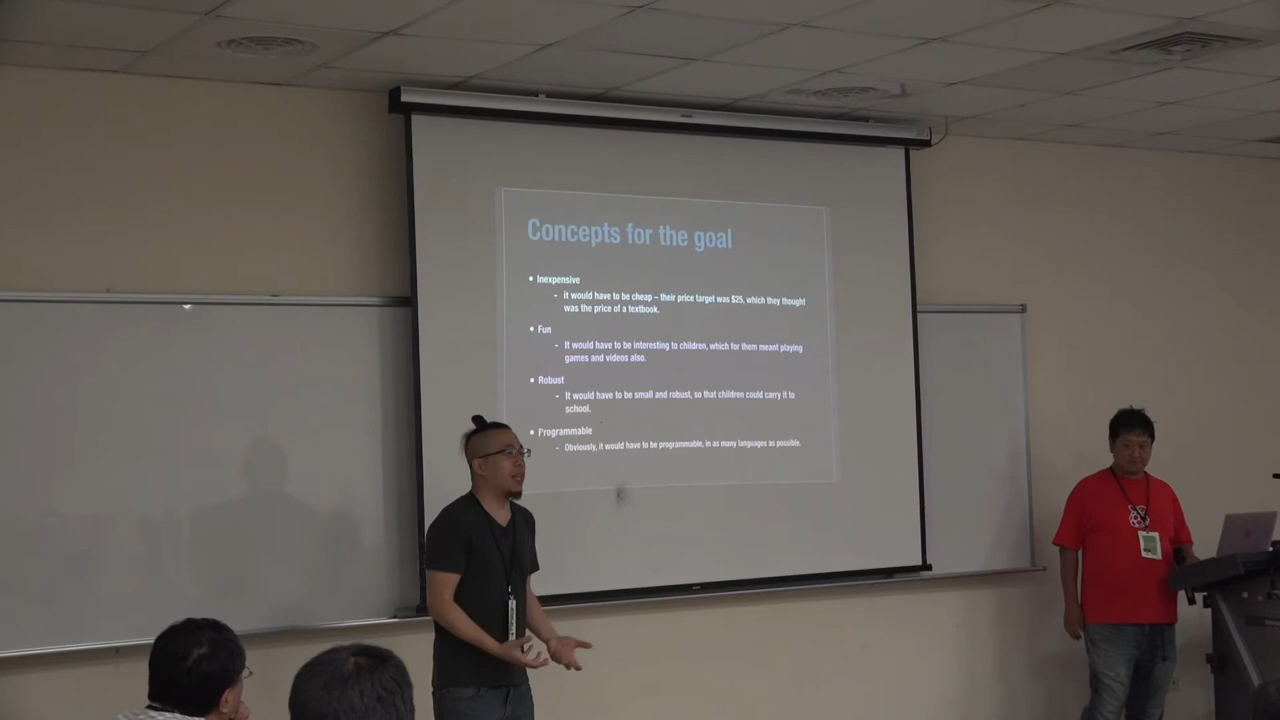 Concepts for the goal
• Inexpensive
- it would have to be cheap – their price target was $25, which they thought
was the price of a textbook.
• Fun
- It would have to be interesting to children, which for them meant playing
games and videos also.
• Robust
- It would have to be small and robust, so that children could carry it to
school.
• Programmable
- Obviously, it would have to be programmable, in as many languages as possible.